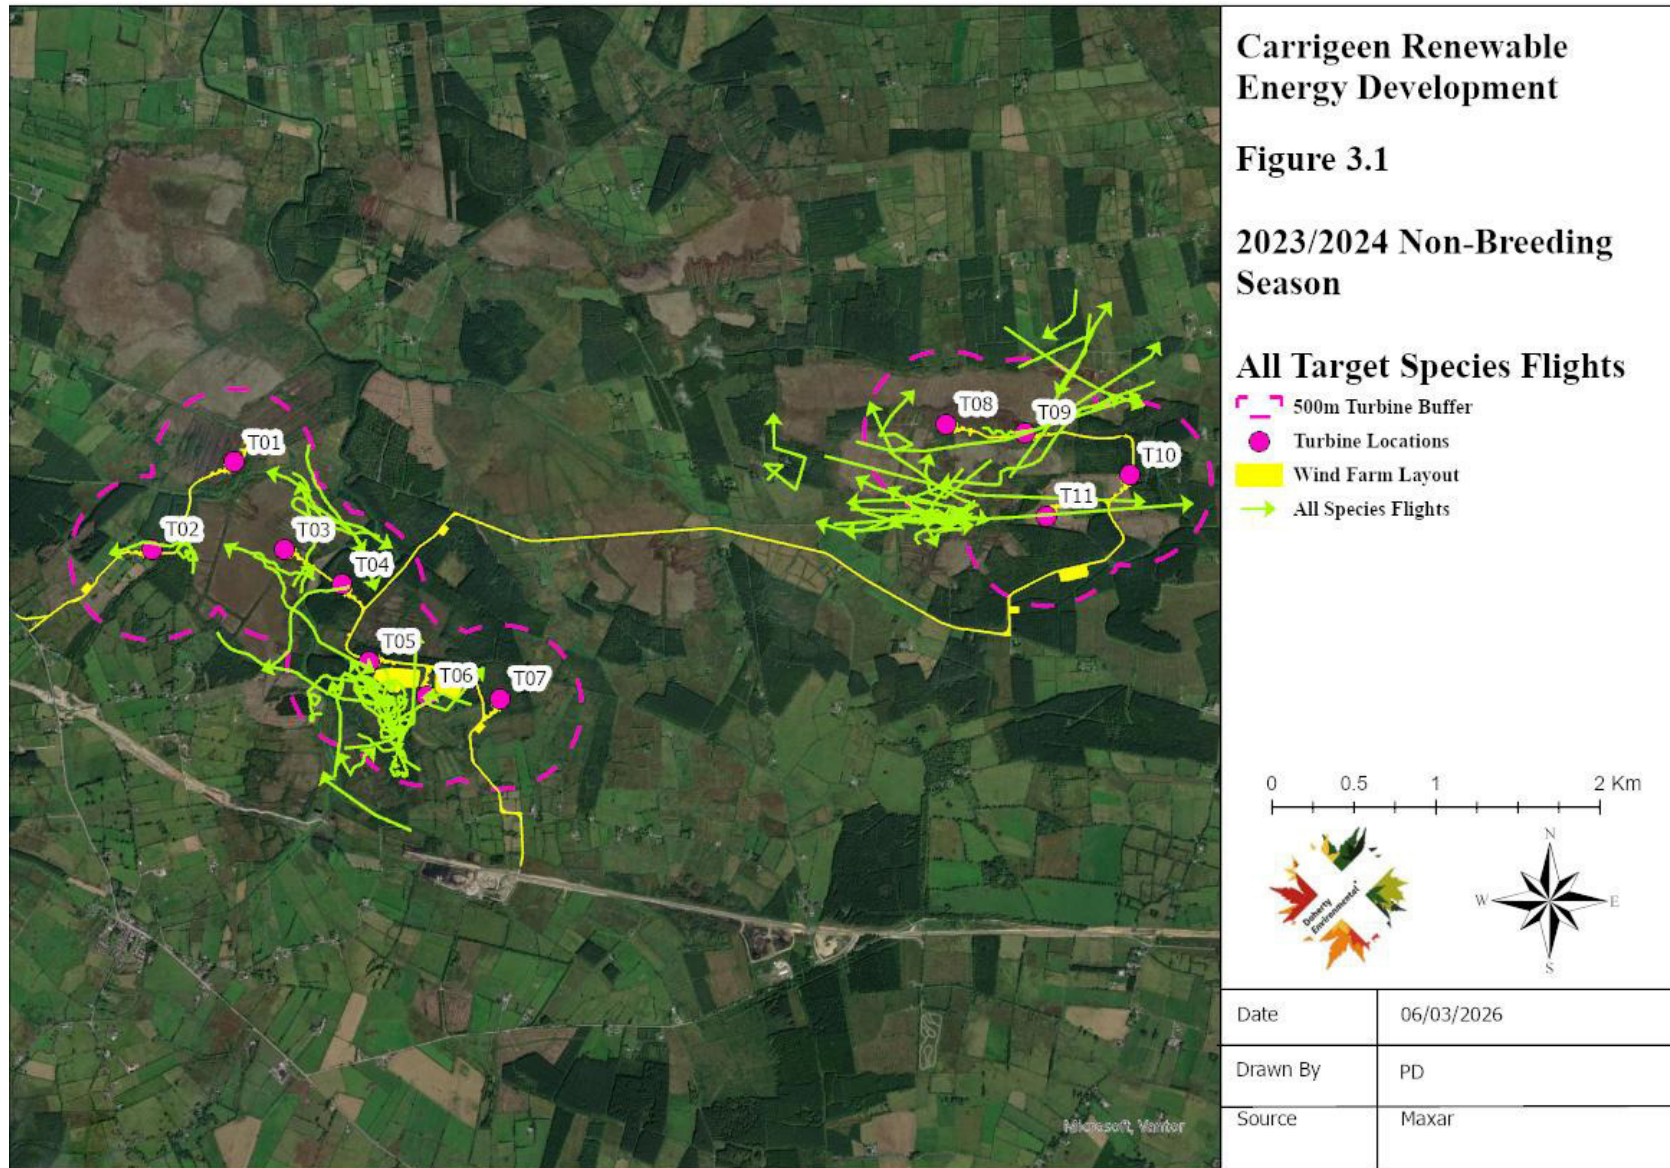 Carrigeen Renewable
Energy Development
Figure 3.1
2023/2024 Non-Breeding
Season
All Target Species Flights
500m Turbine Buffer
Turbine Locations
Wind Farm Layout
All Species Flights
T01
T02
T03
T04
T05
T06
T07
T08
T09
T10
T11
0 0.5 1 2 Km
Doherty
Environmental
N
W E
S
Date 06/03/2026
Drawn By PD
Source Maxar
Microsoft, Vantor